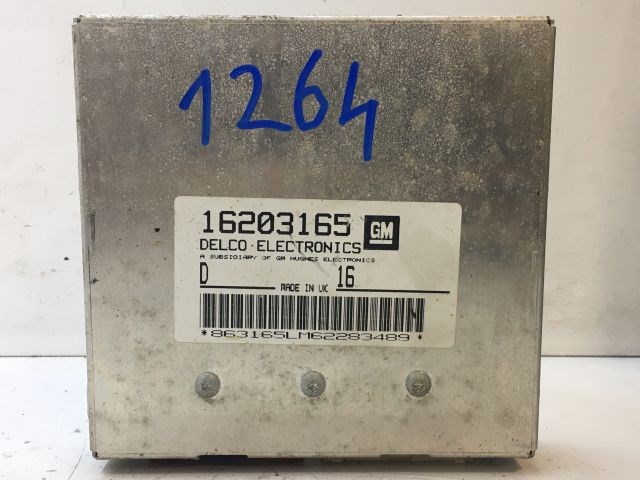 1264
16203165 GM
DELCO·ELECTRONICS
A SUBSIDIARY OF GM HUGHES ELECTRONICS
D 16
MADE IN UK
*863165LM62283489*